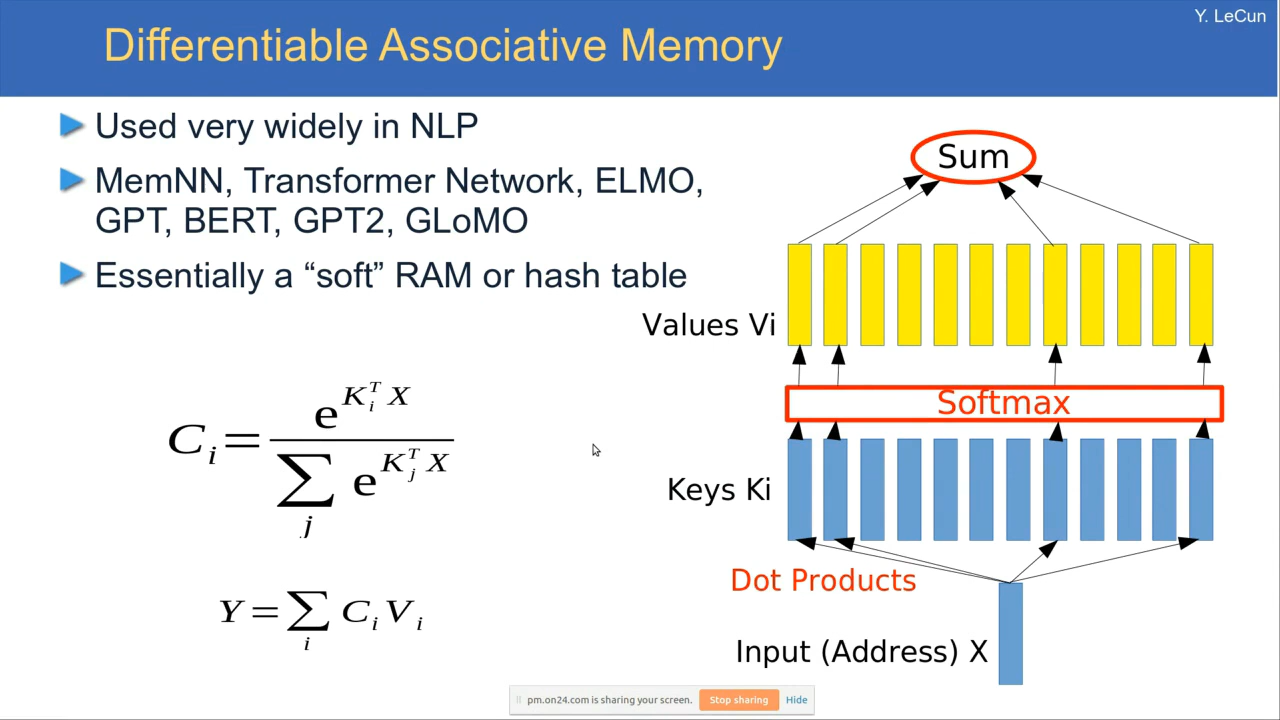 Y. LeCun
Differentiable Associative Memory
Used very widely in NLP
MemNN, Transformer Network, ELMO,
GPT, BERT, GPT2, GLoMO
Essentially a “soft” RAM or hash table
C_i = e^{K_i^T X} / ∑_j e^{K_j^T X}
Y = ∑_i C_i V_i
Sum
Values Vi
Softmax
Keys Ki
Dot Products
Input (Address) X
pm.on24.com is sharing your screen. Stop sharing Hide